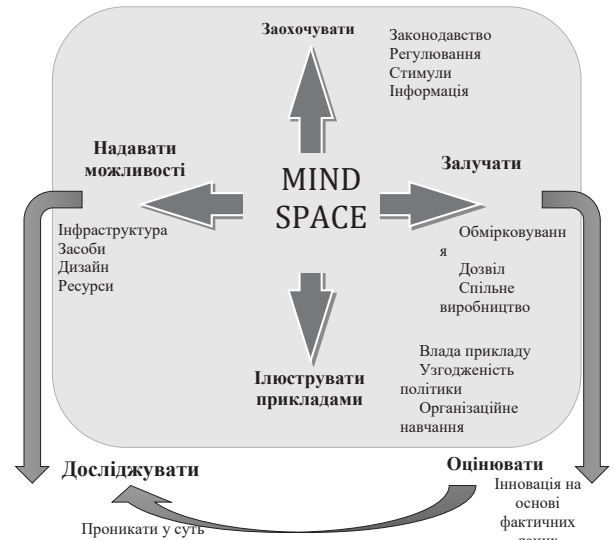 Заохочувати
Законодавство
Регулювання
Стимули
Інформація
Надавати
можливості
Інфраструктура
Засоби
Дизайн
Ресурси
MIND
SPACE
Залучати
Обмірковуванн
я
Дозвіл
Спільне
виробництво
Ілюструвати
прикладами
Влада прикладу
Узгодженість
політики
Організаційне
навчання
Досліджувати
Проникати у суть
Оцінювати
Інновація на
основі
фактичних